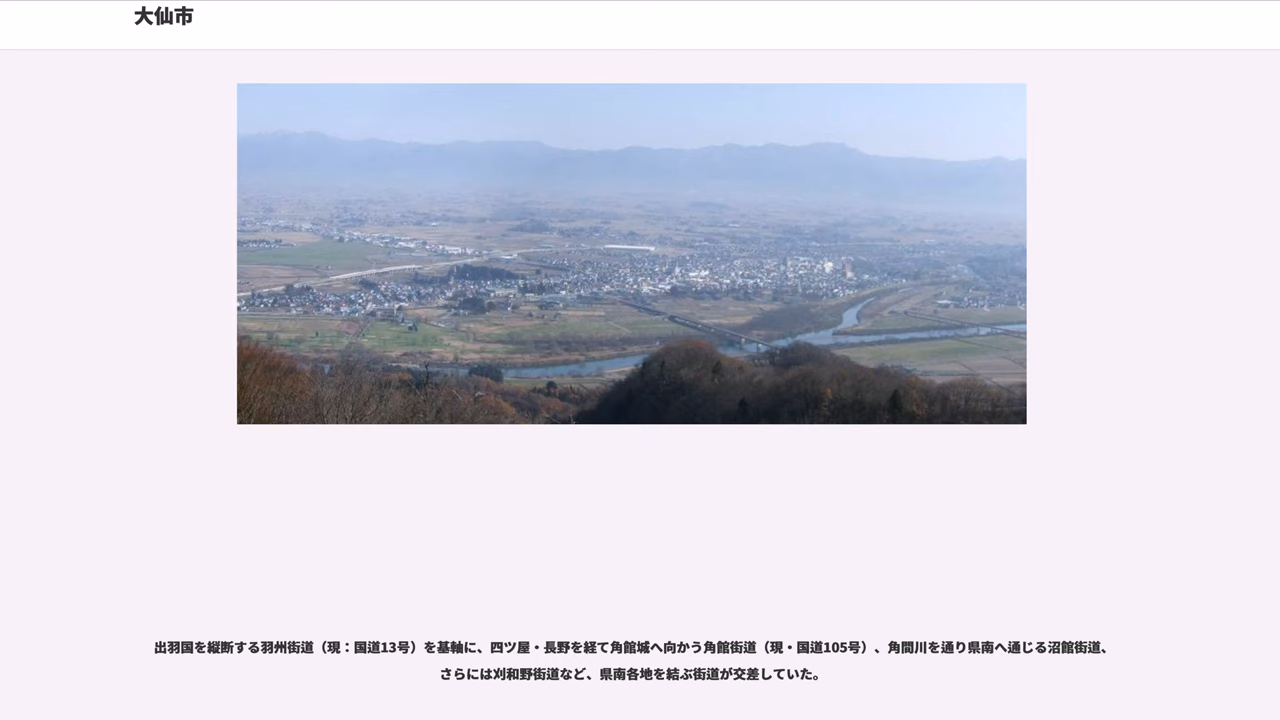 大仙市
出羽国を縦断する羽州街道（現：国道13号）を基軸に、四ツ屋・長野を経て角館城へ向かう角館街道（現・国道105号）、角間川を通り県南へ通じる沼館街道、
さらには刈和野街道など、県南各地を結ぶ街道が交差していた。